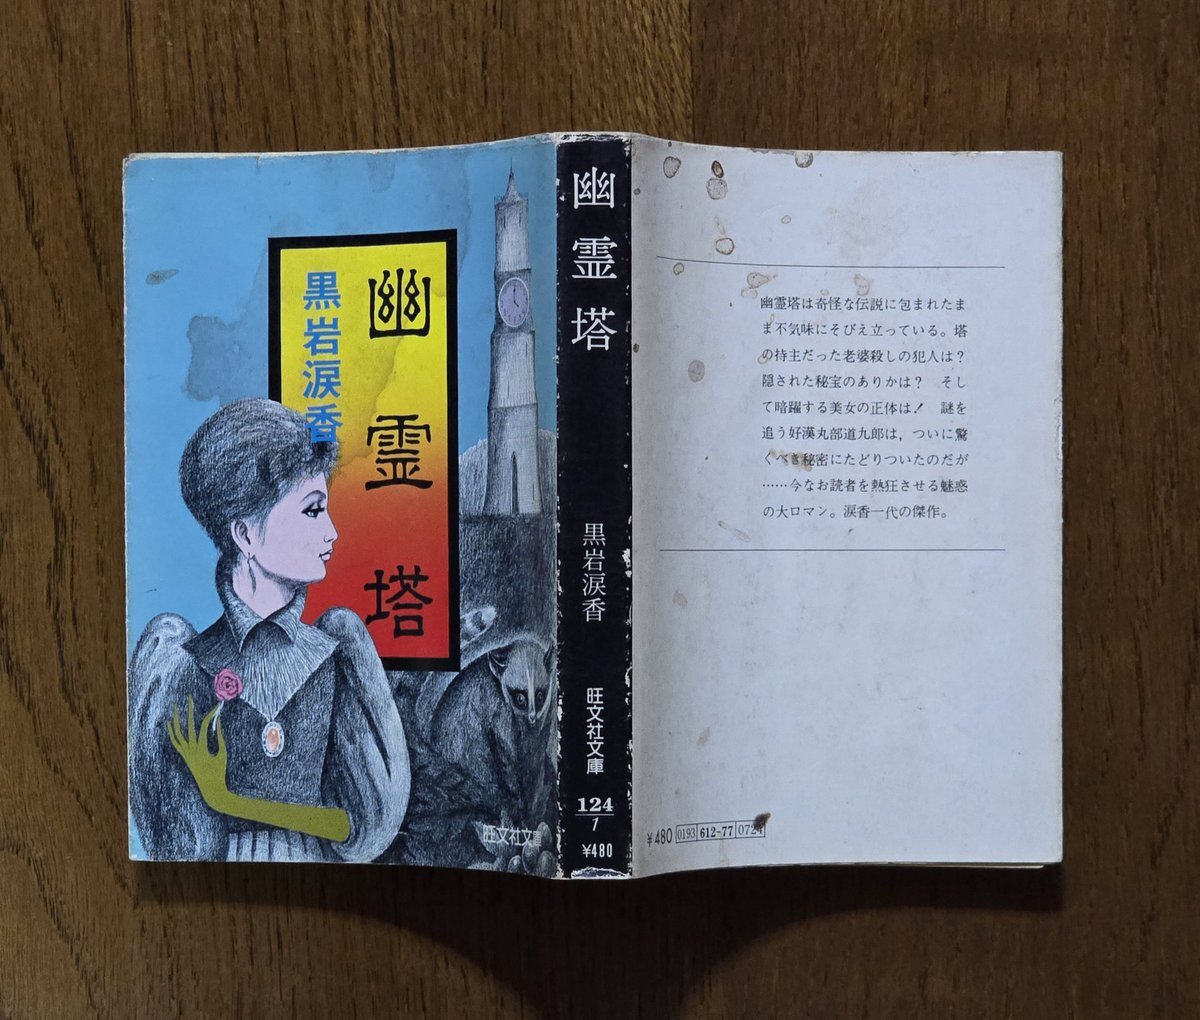 幽霊塔
黒岩涙香
旺文社文庫
幽霊塔
黒岩涙香
旺文社文庫
124
1
¥480
幽霊塔は奇怪な伝説に包まれたま
ま不気味にそびえ立っている。塔
の持主だった老婆殺しの犯人は？
隠された秘宝のありかは？　そし
て暗躍する美女の正体は！　謎を
追う好漢丸部道九郎は，ついに驚
くべき秘密にたどりついたのだが
……今なお読者を熱狂させる魅惑
の大ロマン。涙香一代の傑作。
¥480 0193 612-77 0724